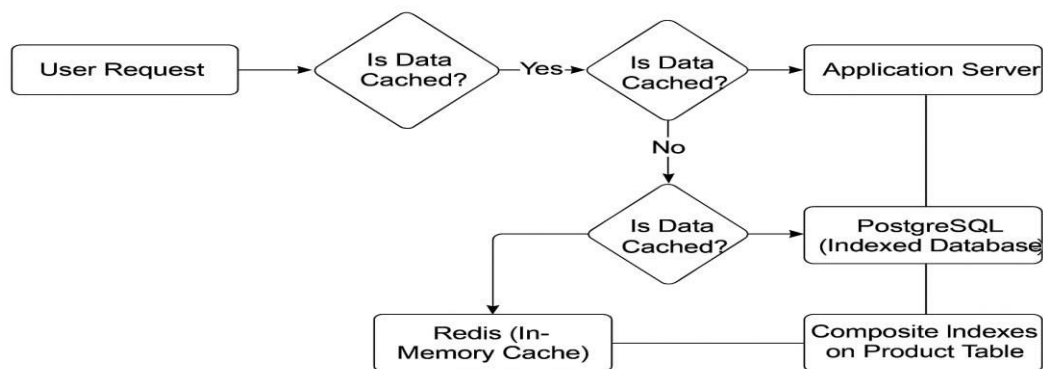 User Request
Is Data
Cached?
Yes
Is Data
Cached?
Application Server
No
Is Data
Cached?
PostgreSQL
(Indexed Database)
Redis (In-
Memory Cache)
Composite Indexes
on Product Table